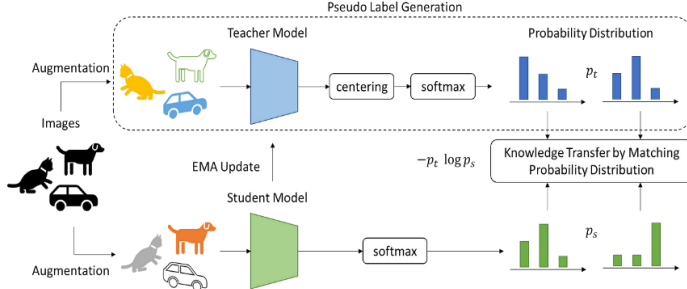 Pseudo Label Generation
Teacher Model
Probability Distribution
Augmentation
centering
softmax
p_t
Images
EMA Update
−p_t log p_s
Knowledge Transfer by Matching
Probability Distribution
Student Model
softmax
p_s
Augmentation